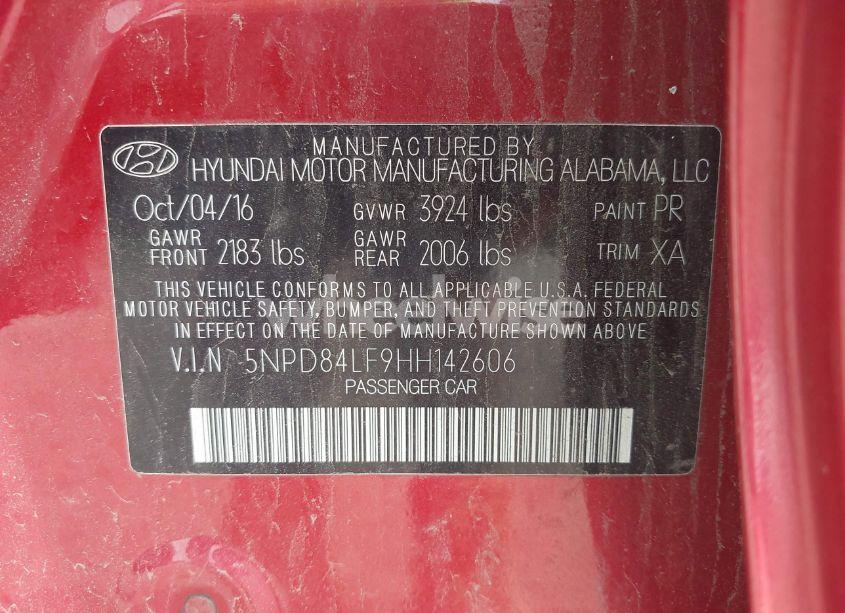 MANUFACTURED BY
HYUNDAI MOTOR MANUFACTURING ALABAMA, LLC
Oct/04/16 GVWR 3924 lbs PAINT PR
GAWR FRONT 2183 lbs GAWR REAR 2006 lbs TRIM XA
THIS VEHICLE CONFORMS TO ALL APPLICABLE U.S.A. FEDERAL
MOTOR VEHICLE SAFETY, BUMPER, AND THEFT PREVENTION STANDARDS
IN EFFECT ON THE DATE OF MANUFACTURE SHOWN ABOVE
V.I.N 5NPD84LF9HH142606
PASSENGER CAR